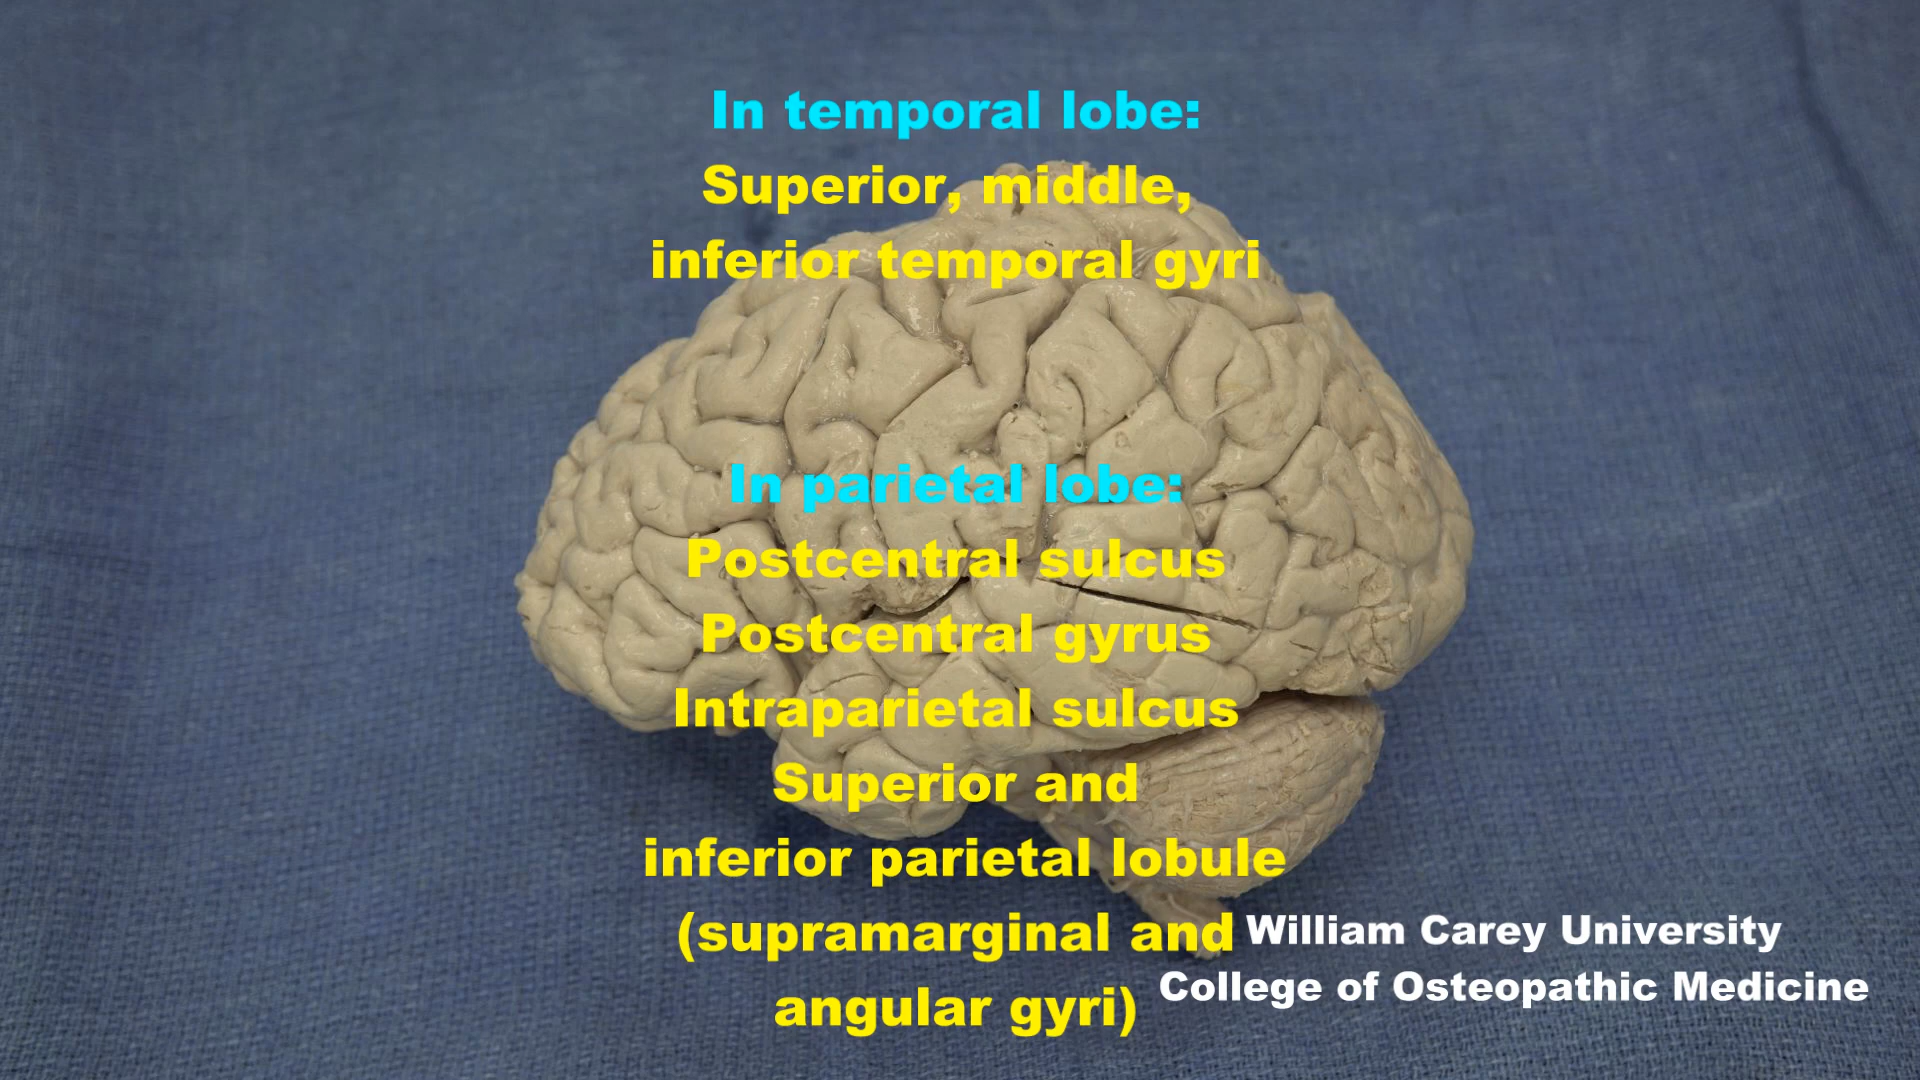 In temporal lobe:
Superior, middle,
inferior temporal gyri
In parietal lobe:
Postcentral sulcus
Postcentral gyrus
Intraparietal sulcus
Superior and
inferior parietal lobule
(supramarginal and
angular gyri)
William Carey University
College of Osteopathic Medicine